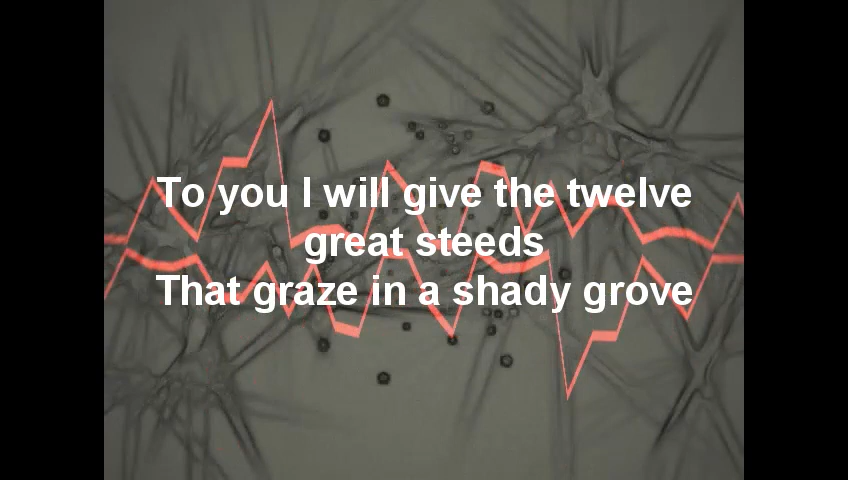 To you I will give the twelve
great steeds
That graze in a shady grove